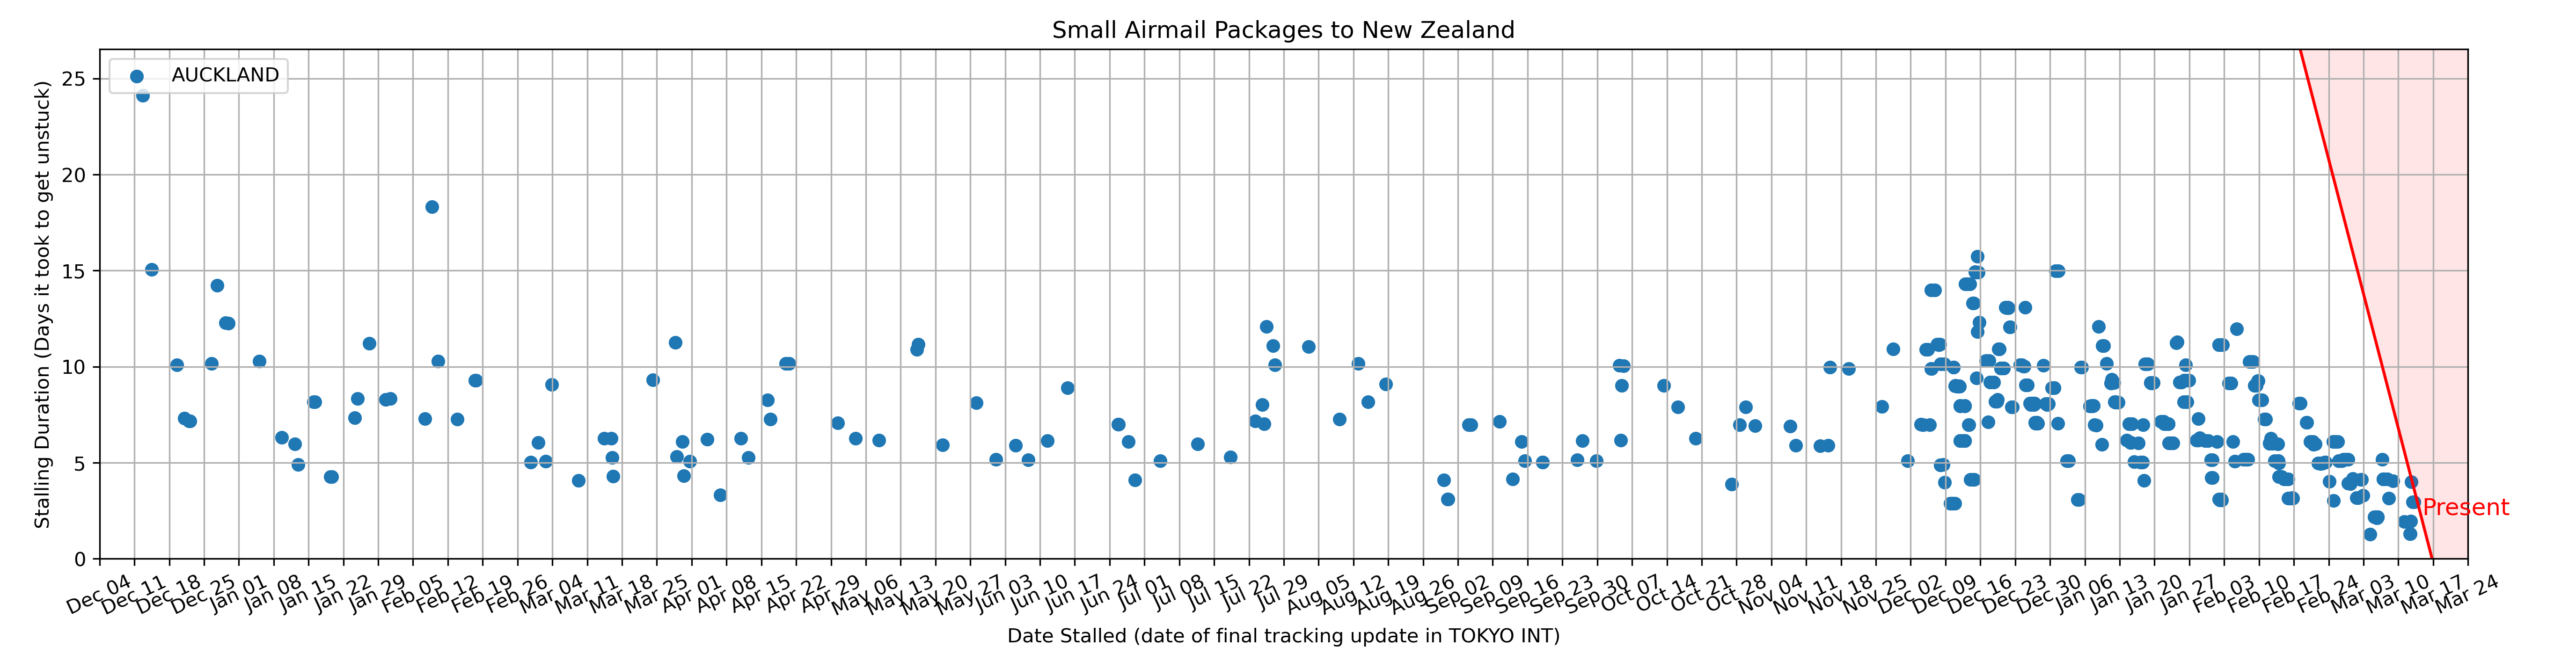 Small Airmail Packages to New Zealand
AUCKLAND
Stalling Duration (Days it took to get unstuck)
25
20
15
10
5
0
Present
Dec 04
Dec 11
Dec 18
Dec 25
Jan 01
Jan 08
Jan 15
Jan 22
Jan 29
Feb 05
Feb 12
Feb 19
Feb 26
Mar 04
Mar 11
Mar 18
Mar 25
Apr 01
Apr 08
Apr 15
Apr 22
Apr 29
May 06
May 13
May 20
May 27
Jun 03
Jun 10
Jun 17
Jun 24
Jul 01
Jul 08
Jul 15
Jul 22
Jul 29
Aug 05
Aug 12
Aug 19
Aug 26
Sep 02
Sep 09
Sep 16
Sep 23
Sep 30
Oct 07
Oct 14
Oct 21
Oct 28
Nov 04
Nov 11
Nov 18
Nov 25
Dec 02
Dec 09
Dec 16
Dec 23
Dec 30
Jan 06
Jan 13
Jan 20
Jan 27
Feb 03
Feb 10
Feb 17
Feb 24
Mar 03
Mar 10
Mar 17
Mar 24
Date Stalled (date of final tracking update in TOKYO INT)